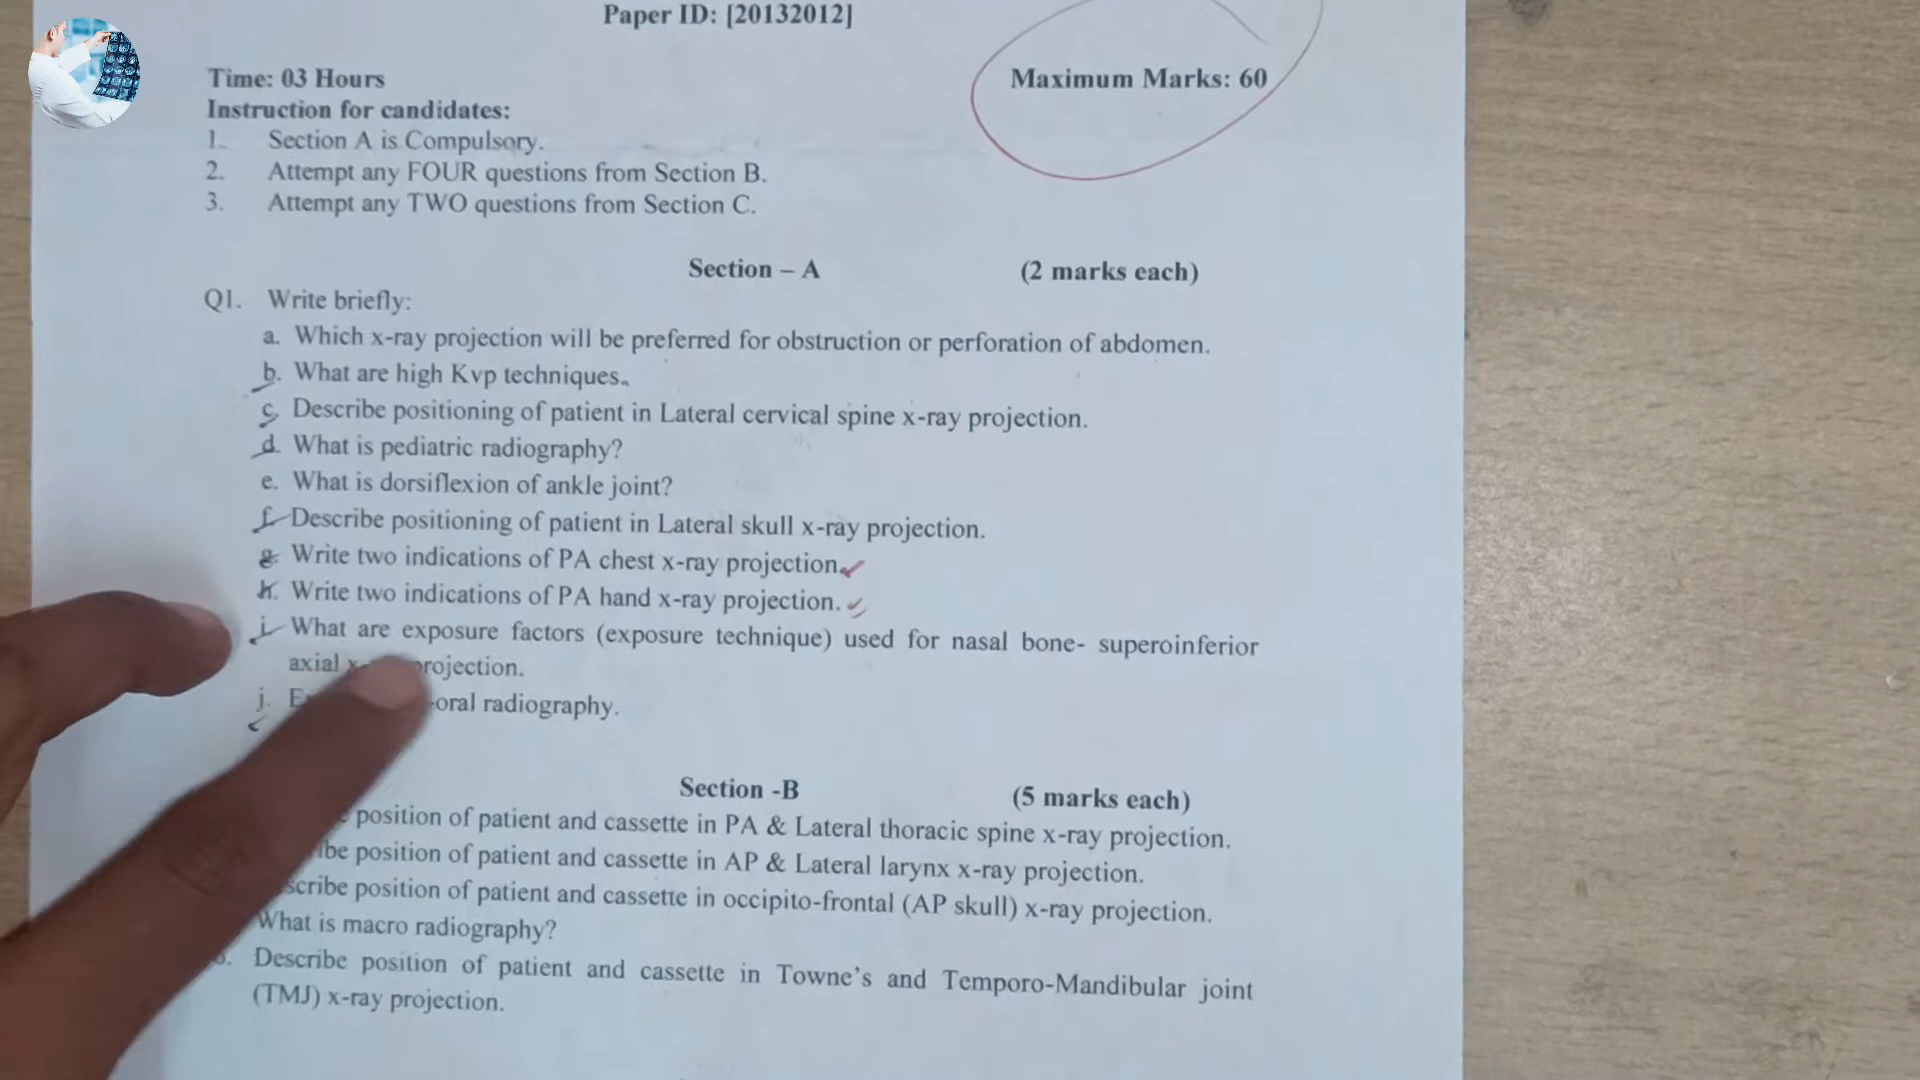 Paper ID: [20132012]
Time: 03 Hours
Maximum Marks: 60
Instruction for candidates:
1. Section A is Compulsory.
2. Attempt any FOUR questions from Section B.
3. Attempt any TWO questions from Section C.
Section – A (2 marks each)
Q1. Write briefly:
a. Which x-ray projection will be preferred for obstruction or perforation of abdomen.
b. What are high Kvp techniques.
c. Describe positioning of patient in Lateral cervical spine x-ray projection.
d. What is pediatric radiography?
e. What is dorsiflexion of ankle joint?
f. Describe positioning of patient in Lateral skull x-ray projection.
g. Write two indications of PA chest x-ray projection.
h. Write two indications of PA hand x-ray projection.
i. What are exposure factors (exposure technique) used for nasal bone- superoinferior
axial projection.
j. oral radiography.
Section -B (5 marks each)
position of patient and cassette in PA & Lateral thoracic spine x-ray projection.
position of patient and cassette in AP & Lateral larynx x-ray projection.
scribe position of patient and cassette in occipito-frontal (AP skull) x-ray projection.
What is macro radiography?
Describe position of patient and cassette in Towne's and Temporo-Mandibular joint
(TMJ) x-ray projection.